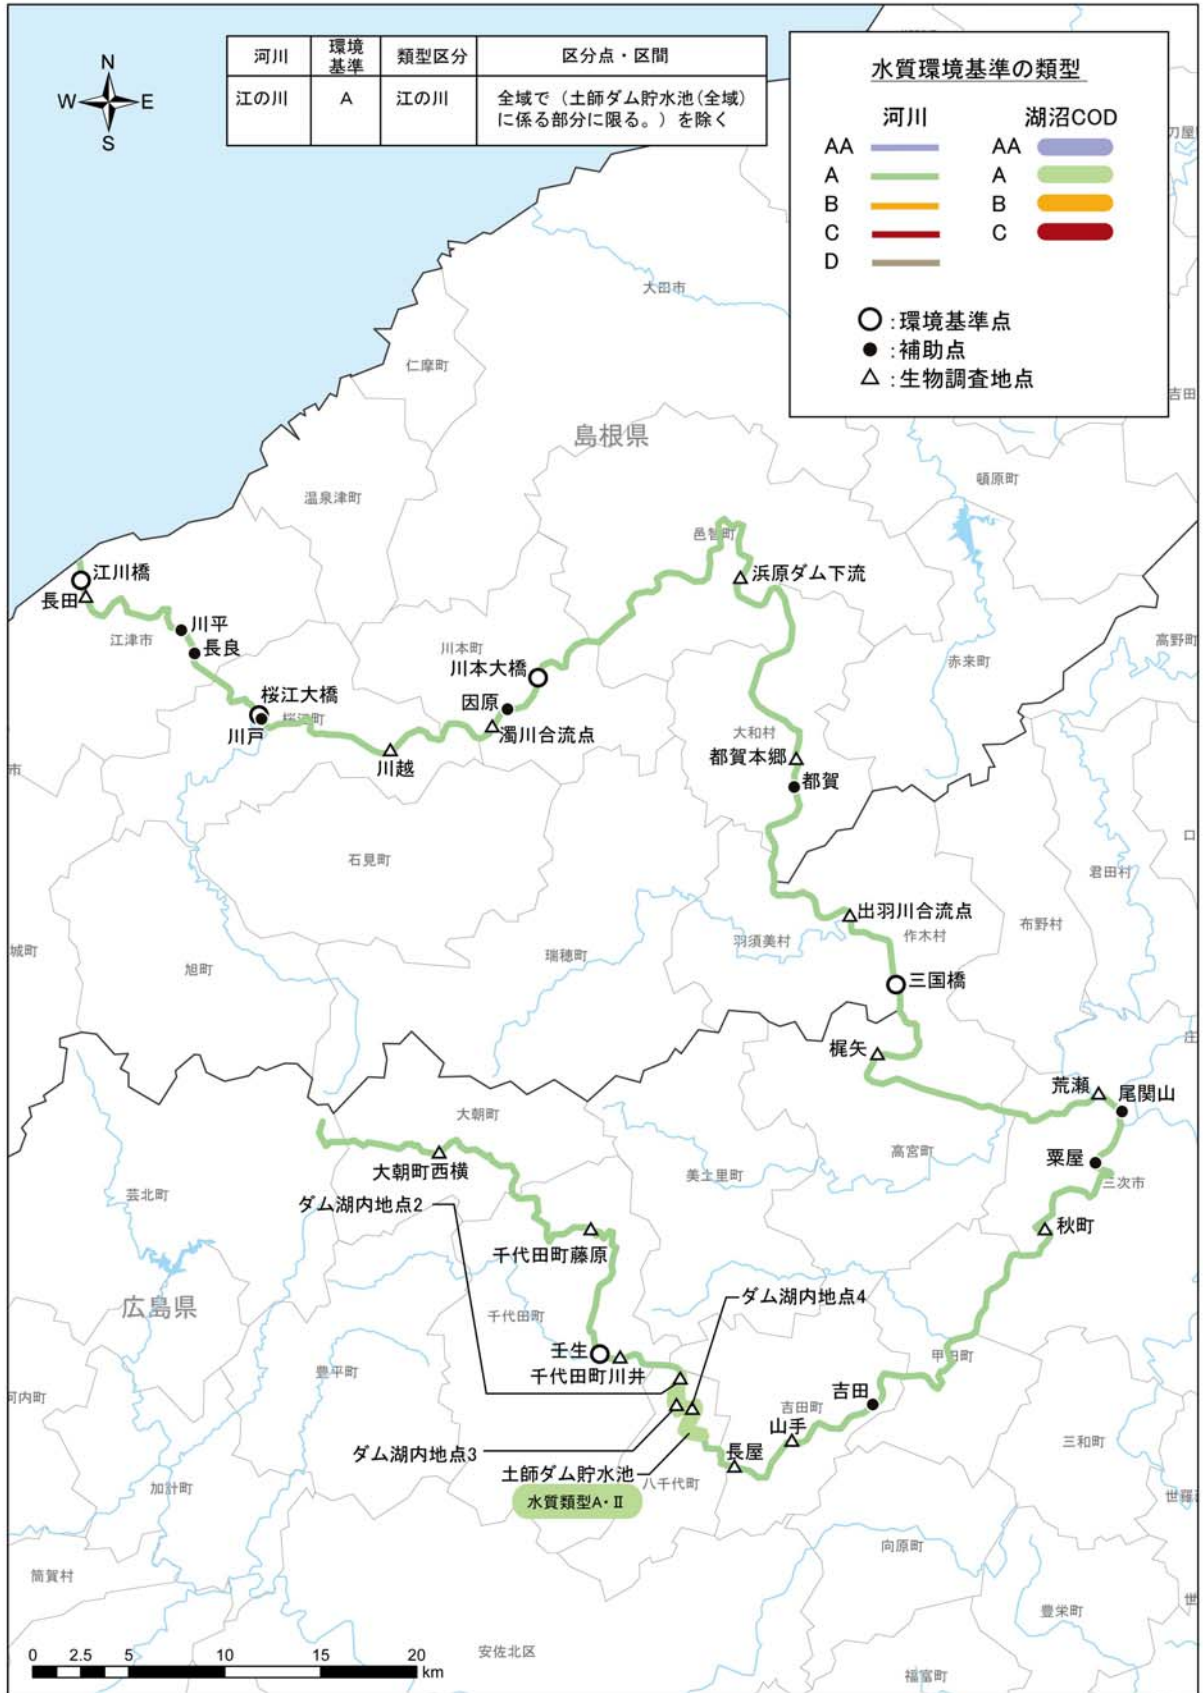 N
W E
S
河川
環境
基準
類型区分
区分点・区間
江の川
A
江の川
全域で（土師ダム貯水池(全域)
に係る部分に限る。）を除く
水質環境基準の類型
河川
湖沼COD
AA
AA
A
A
B
B
C
C
D
:環境基準点
:補助点
:生物調査地点
刀屋
大田市
仁摩町
吉田
島根県
頓原町
温泉津町
邑智町
江川橋
浜原ダム下流
長田
川平
江津市
長良
川本町
高野町
赤来町
川本大橋
桜江大橋
因原
桜江町
川戸
濁川合流点
大和村
都賀本郷
川越
市
都賀
口
石見町
君田村
出羽川合流点
布野村
作木村
羽須美村
城町
瑞穂町
旭町
三国橋
庄
梶矢
荒瀬
尾関山
大朝町
高宮町
粟屋
大朝町西横
美土里町
三次市
芸北町
ダム湖内地点2
秋町
千代田町藤原
ダム湖内地点4
広島県
千代田町
壬生
甲田町
千代田町川井
豊平町
河内町
吉田
吉田町
山手
三和町
ダム湖内地点3
長屋
土師ダム貯水池
八千代町
加計町
世羅
水質類型A・Ⅱ
向原町
筒賀村
世
豊栄町
安佐北区
0 2.5 5 10 15 20
km
福富町